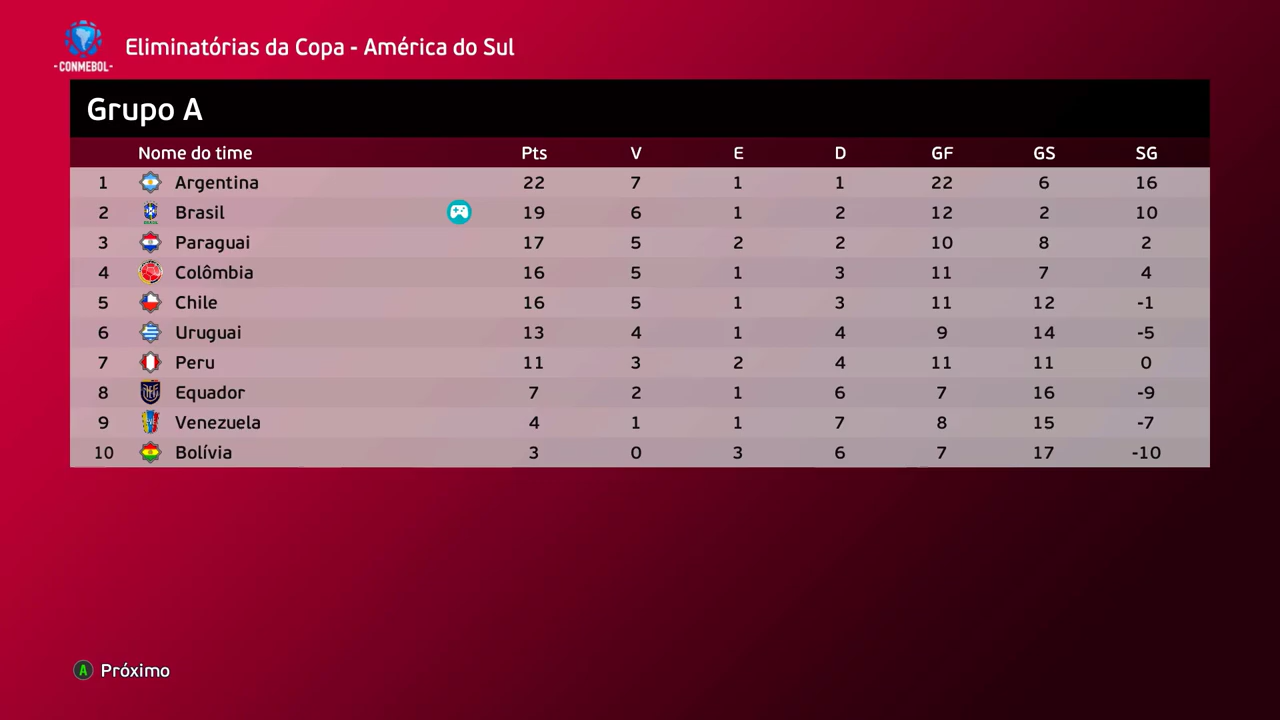 Eliminatórias da Copa - América do Sul
-CONMEBOL-
Grupo A
Nome do time Pts V E D GF GS SG
1 Argentina 22 7 1 1 22 6 16
2 Brasil 19 6 1 2 12 2 10
3 Paraguai 17 5 2 2 10 8 2
4 Colômbia 16 5 1 3 11 7 4
5 Chile 16 5 1 3 11 12 -1
6 Uruguai 13 4 1 4 9 14 -5
7 Peru 11 3 2 4 11 11 0
8 Equador 7 2 1 6 7 16 -9
9 Venezuela 4 1 1 7 8 15 -7
10 Bolívia 3 0 3 6 7 17 -10
A Próximo